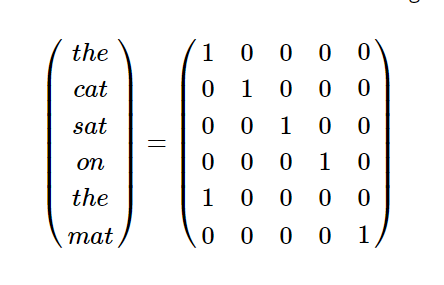 the 1 0 0 0 0
cat 0 1 0 0 0
sat 0 0 1 0 0
= 
on 0 0 0 1 0
the 1 0 0 0 0
mat 0 0 0 0 1